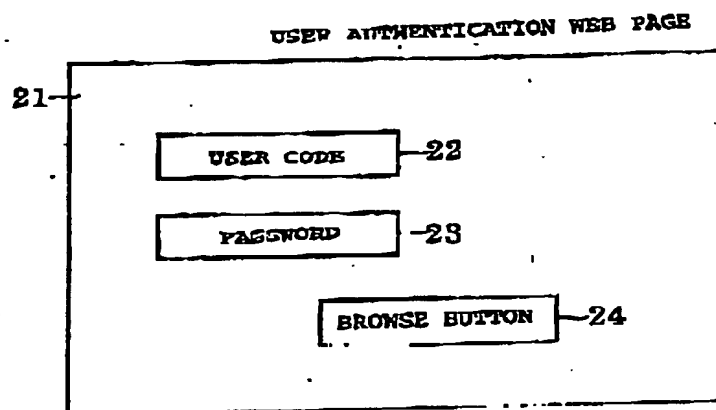 USER AUTHENTICATION WEB PAGE
21
USER CODE 22
PASSWORD 23
BROWSE BUTTON 24